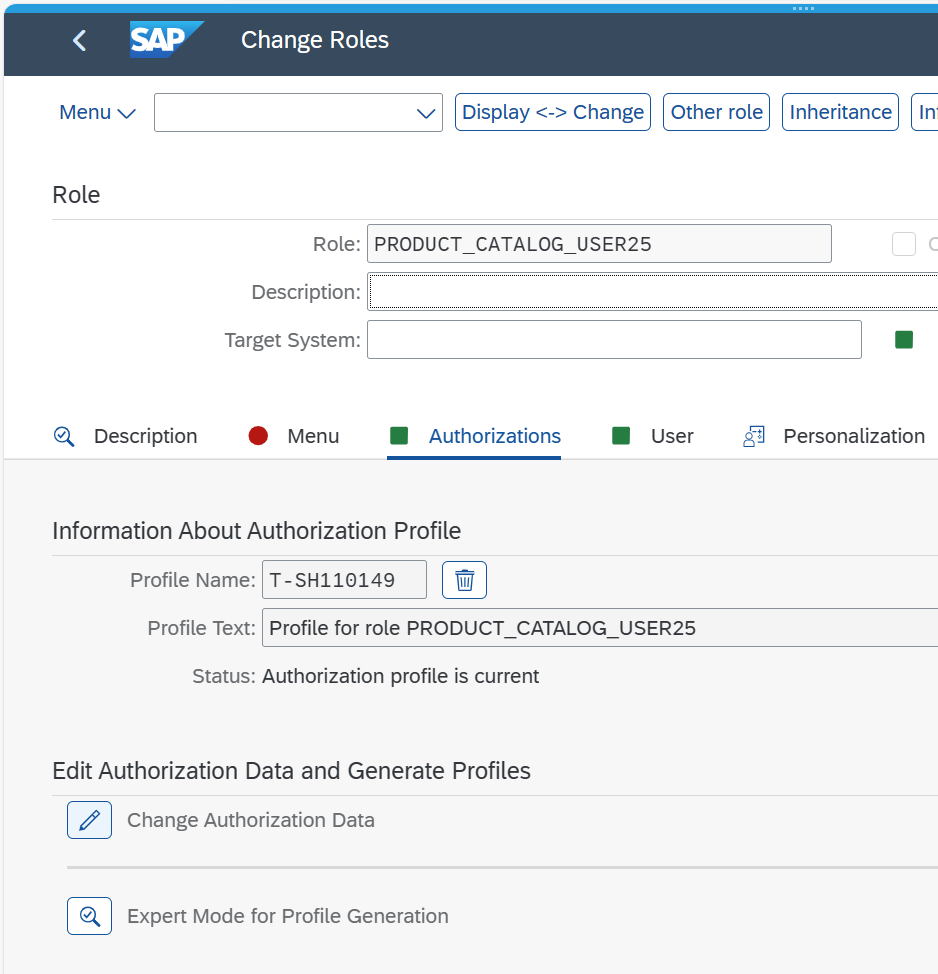 SAP Change Roles
Menu Display <-> Change Other role Inheritance
Role
Role: PRODUCT_CATALOG_USER25
Description:
Target System:
Description Menu Authorizations User Personalization
Information About Authorization Profile
Profile Name: T-SH110149
Profile Text: Profile for role PRODUCT_CATALOG_USER25
Status: Authorization profile is current
Edit Authorization Data and Generate Profiles
Change Authorization Data
Expert Mode for Profile Generation